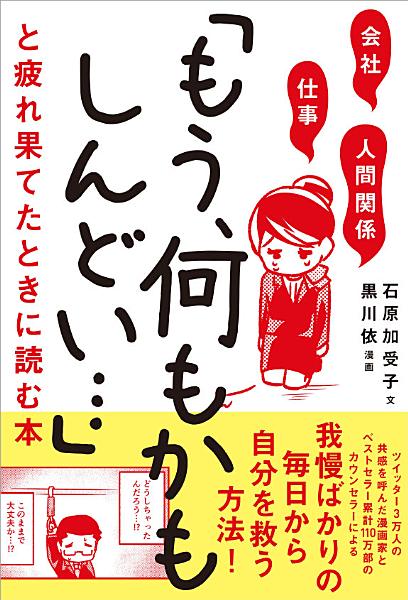 会社
人間関係
仕事
「もう、何もかも
しんどい…」
と疲れ果てたときに読む本
石原加受子 文
黒川依 漫画
ツイッター3万人の
共感を呼んだ漫画家と
ベストセラー累計110万部の
カウンセラーによる
我慢ばかりの
毎日から
自分を救う
方法!
どうしちゃった
んだろう…!?
このままで
大丈夫か…!?